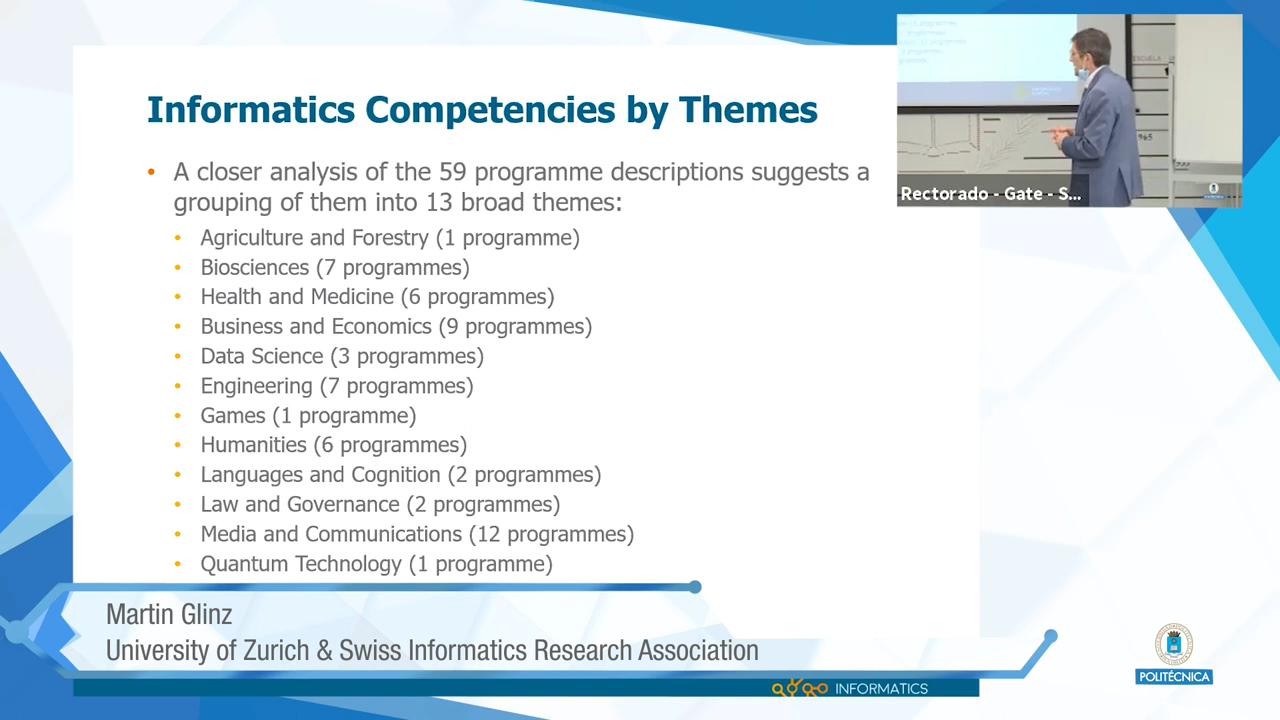 Informatics Competencies by Themes
• A closer analysis of the 59 programme descriptions suggests a
grouping of them into 13 broad themes:
• Agriculture and Forestry (1 programme)
• Biosciences (7 programmes)
• Health and Medicine (6 programmes)
• Business and Economics (9 programmes)
• Data Science (3 programmes)
• Engineering (7 programmes)
• Games (1 programme)
• Humanities (6 programmes)
• Languages and Cognition (2 programmes)
• Law and Governance (2 programmes)
• Media and Communications (12 programmes)
• Quantum Technology (1 programme)
ESCUELA
Rectorado - Gate - S...
Martin Glinz
University of Zurich & Swiss Informatics Research Association
INFORMATICS
POLITÉCNICA